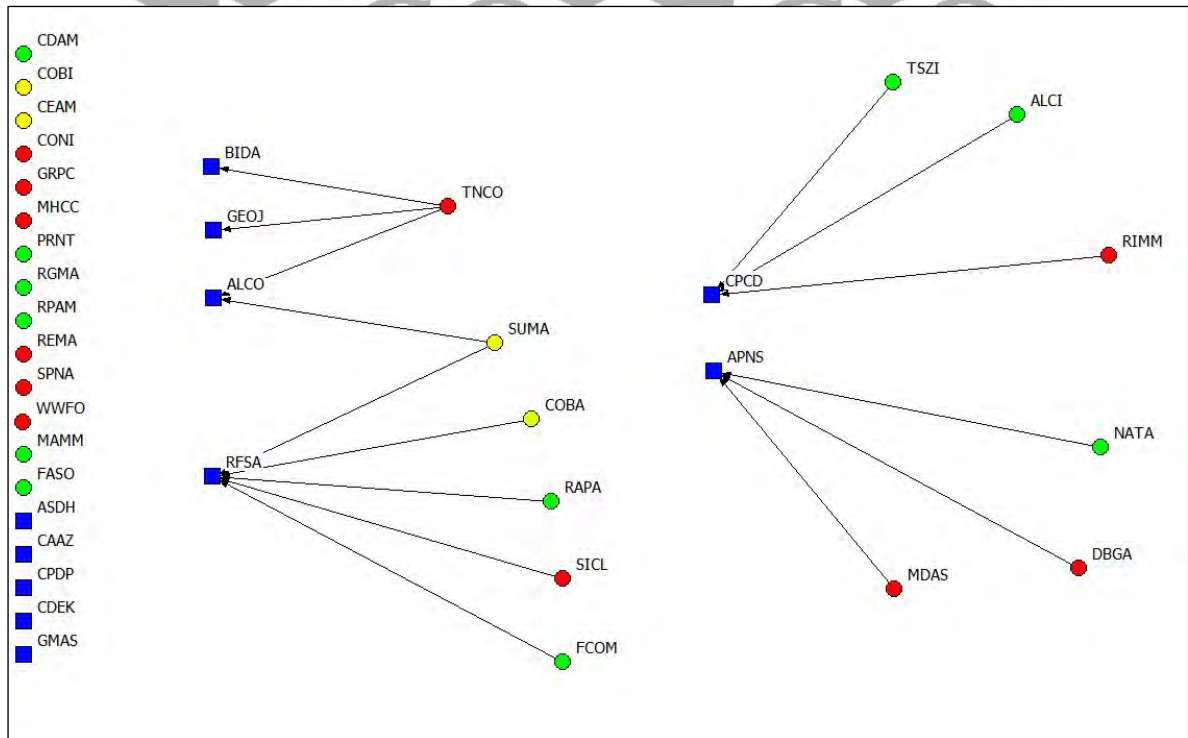 CDAM
COBI
CEAM
CONI
GRPC
MHCC
PRNT
RGMA
RPAM
REMA
SPNA
WWFO
MAMM
FASO
ASDH
CAAZ
CPDP
CDEK
GMAS
BIDA
GEOJ
ALCO
RFSA
TNCO
SUMA
COBA
RAPA
SICL
FCOM
TSZI
ALCI
RIMM
CPCD
APNS
NATA
DBGA
MDAS